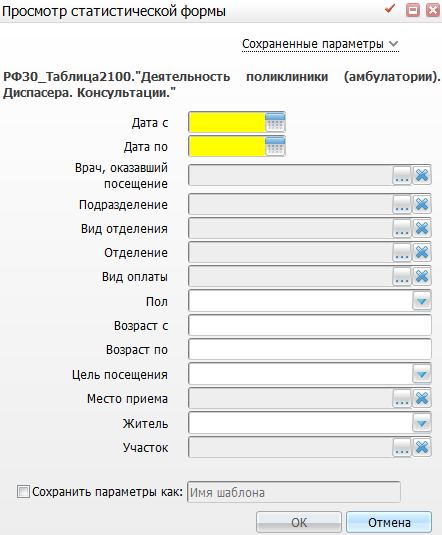 Просмотр статистической формы
Сохраненные параметры
РФ30_Таблица2100."Деятельность поликлиники (амбулатории).
Диспасера. Консультации."
Дата с
Дата по
Врач, оказавший
посещение
Подразделение
Вид отделения
Отделение
Вид оплаты
Пол
Возраст с
Возраст по
Цель посещения
Место приема
Житель
Участок
Сохранить параметры как: Имя шаблона
ОК Отмена